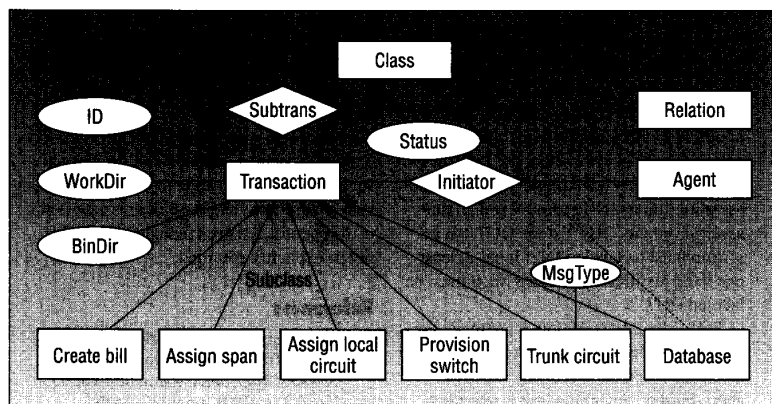 Class
Subtrans
ID
Relation
Status
WorkDir
Transaction
Initiator
Agent
BinDir
MsgType
Subclass
Create bill
Assign span
Assign local
circuit
Provision
switch
Trunk circuit
Database